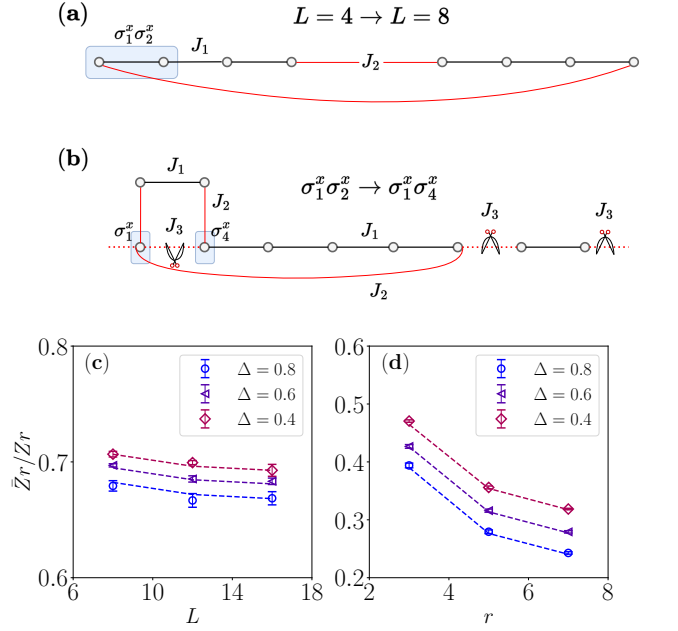 (a)
L = 4 → L = 8
σ₁ˣσ₂ˣ
J₁
J₂
(b)
J₁
σ₁ˣσ₂ˣ → σ₁ˣσ₄ˣ
J₂
σ₁ˣ
J₃
σ₄ˣ
J₁
J₃
J₃
J₂
(c)
Δ = 0.8
Δ = 0.6
Δ = 0.4
0.8
0.7
0.6
Z̄r/Zr
6
10
14
18
L
(d)
Δ = 0.8
Δ = 0.6
Δ = 0.4
0.6
0.5
0.4
0.3
0.2
2
4
6
8
r